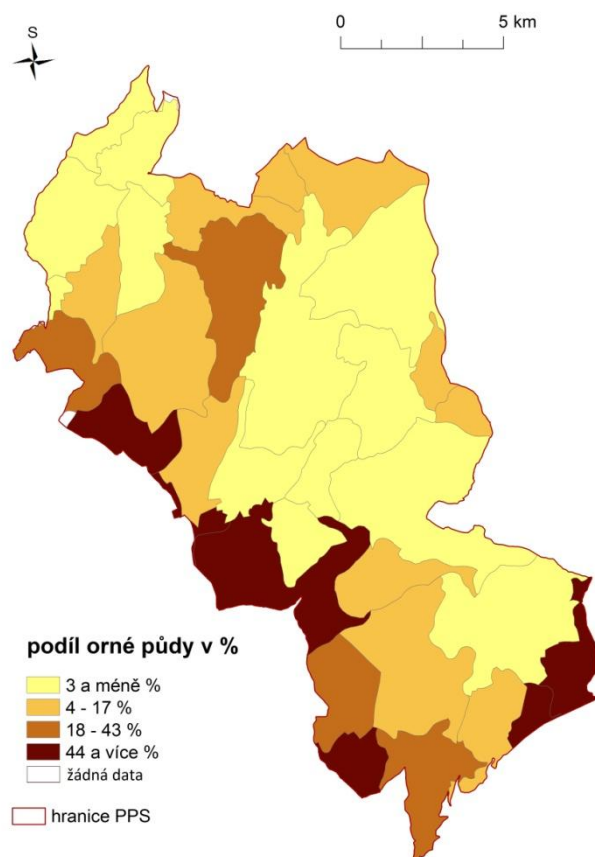 S
0 5 km
podíl orné půdy v %
3 a méně %
4 - 17 %
18 - 43 %
44 a více %
žádná data
hranice PPS